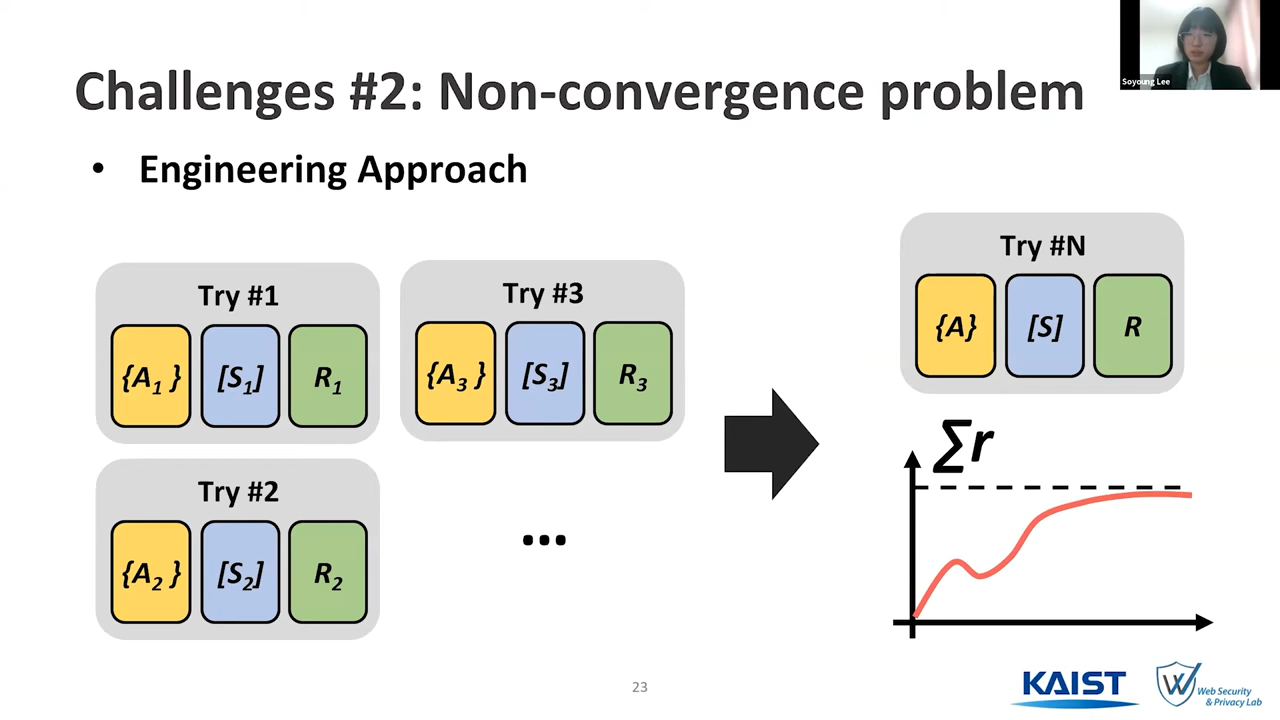 Challenges #2: Non-convergence problem
Soyoung Lee
• Engineering Approach
Try #1
{A1 } [S1] R1
Try #3
{A3 } [S3] R3
Try #2
{A2 } [S2] R2
...
Try #N
{A} [S] R
∑r
23
KAIST
W
Web Security
& Privacy Lab